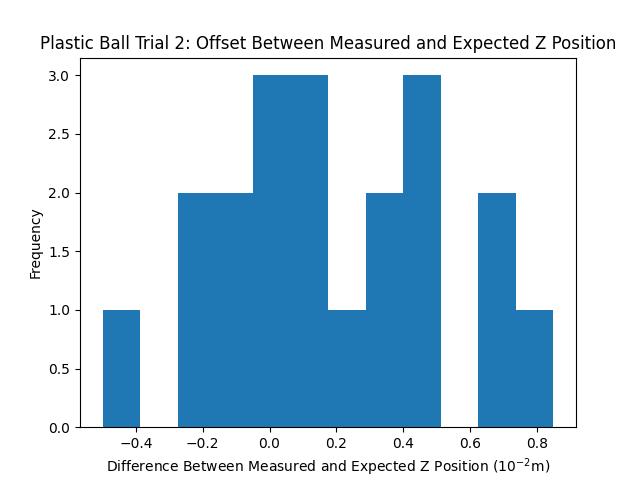 Plastic Ball Trial 2: Offset Between Measured and Expected Z Position
3.0
2.5
2.0
1.5
1.0
0.5
0.0
Frequency
−0.4 −0.2 0.0 0.2 0.4 0.6 0.8
Difference Between Measured and Expected Z Position (10⁻²m)